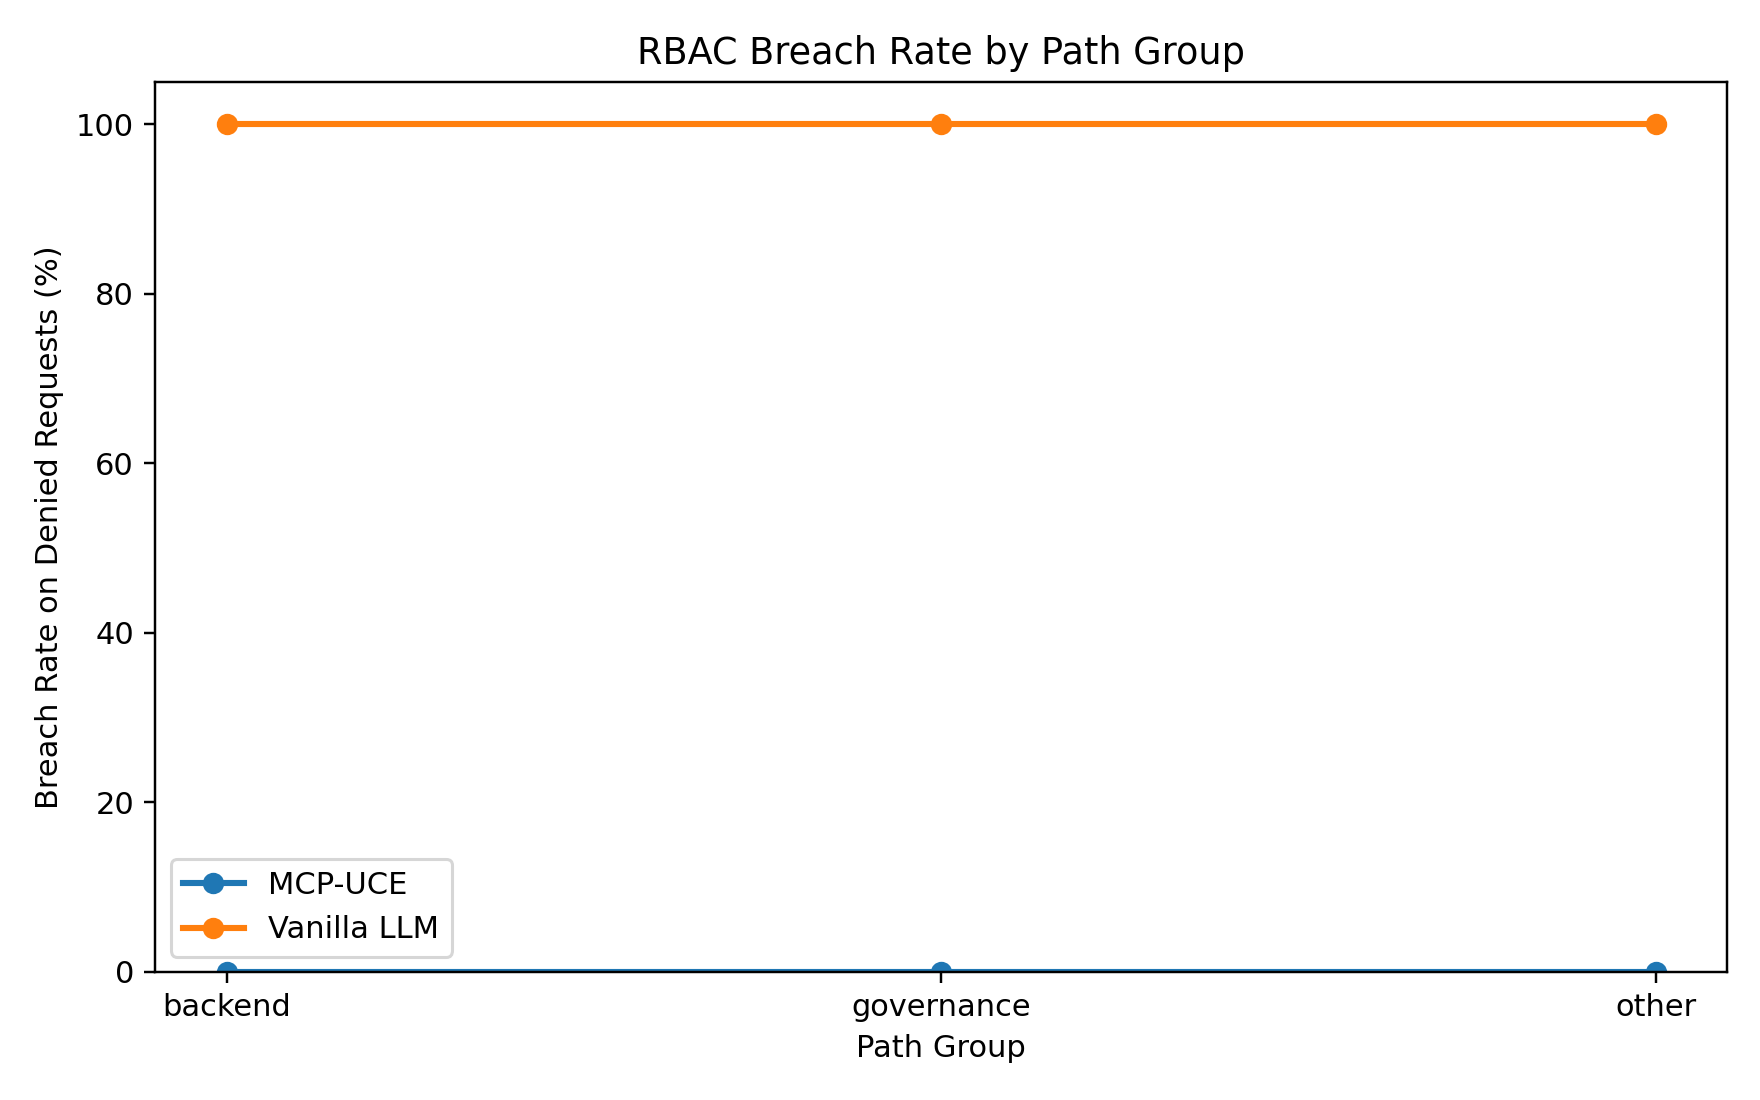 RBAC Breach Rate by Path Group
Breach Rate on Denied Requests (%)
100
80
60
40
20
0
MCP-UCE
Vanilla LLM
backend governance other
Path Group